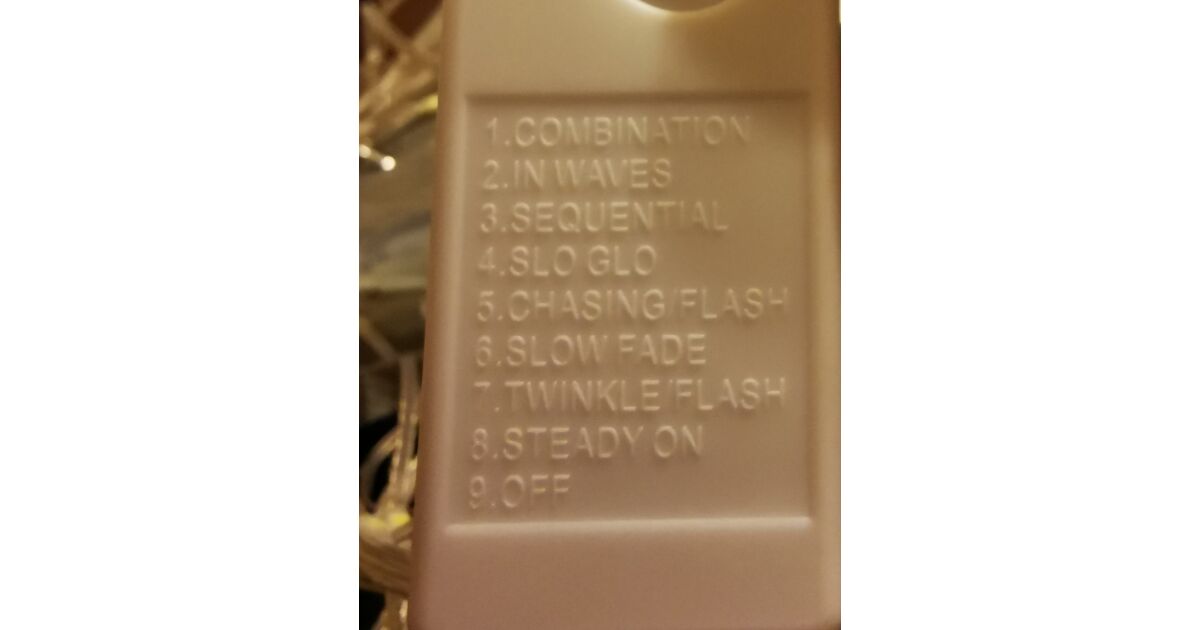 1.COMBINATION
2.IN WAVES
3.SEQUENTIAL
4.SLO GLO
5.CHASING/FLASH
6.SLOW FADE
7.TWINKLE/FLASH
8.STEADY ON
9.OFF